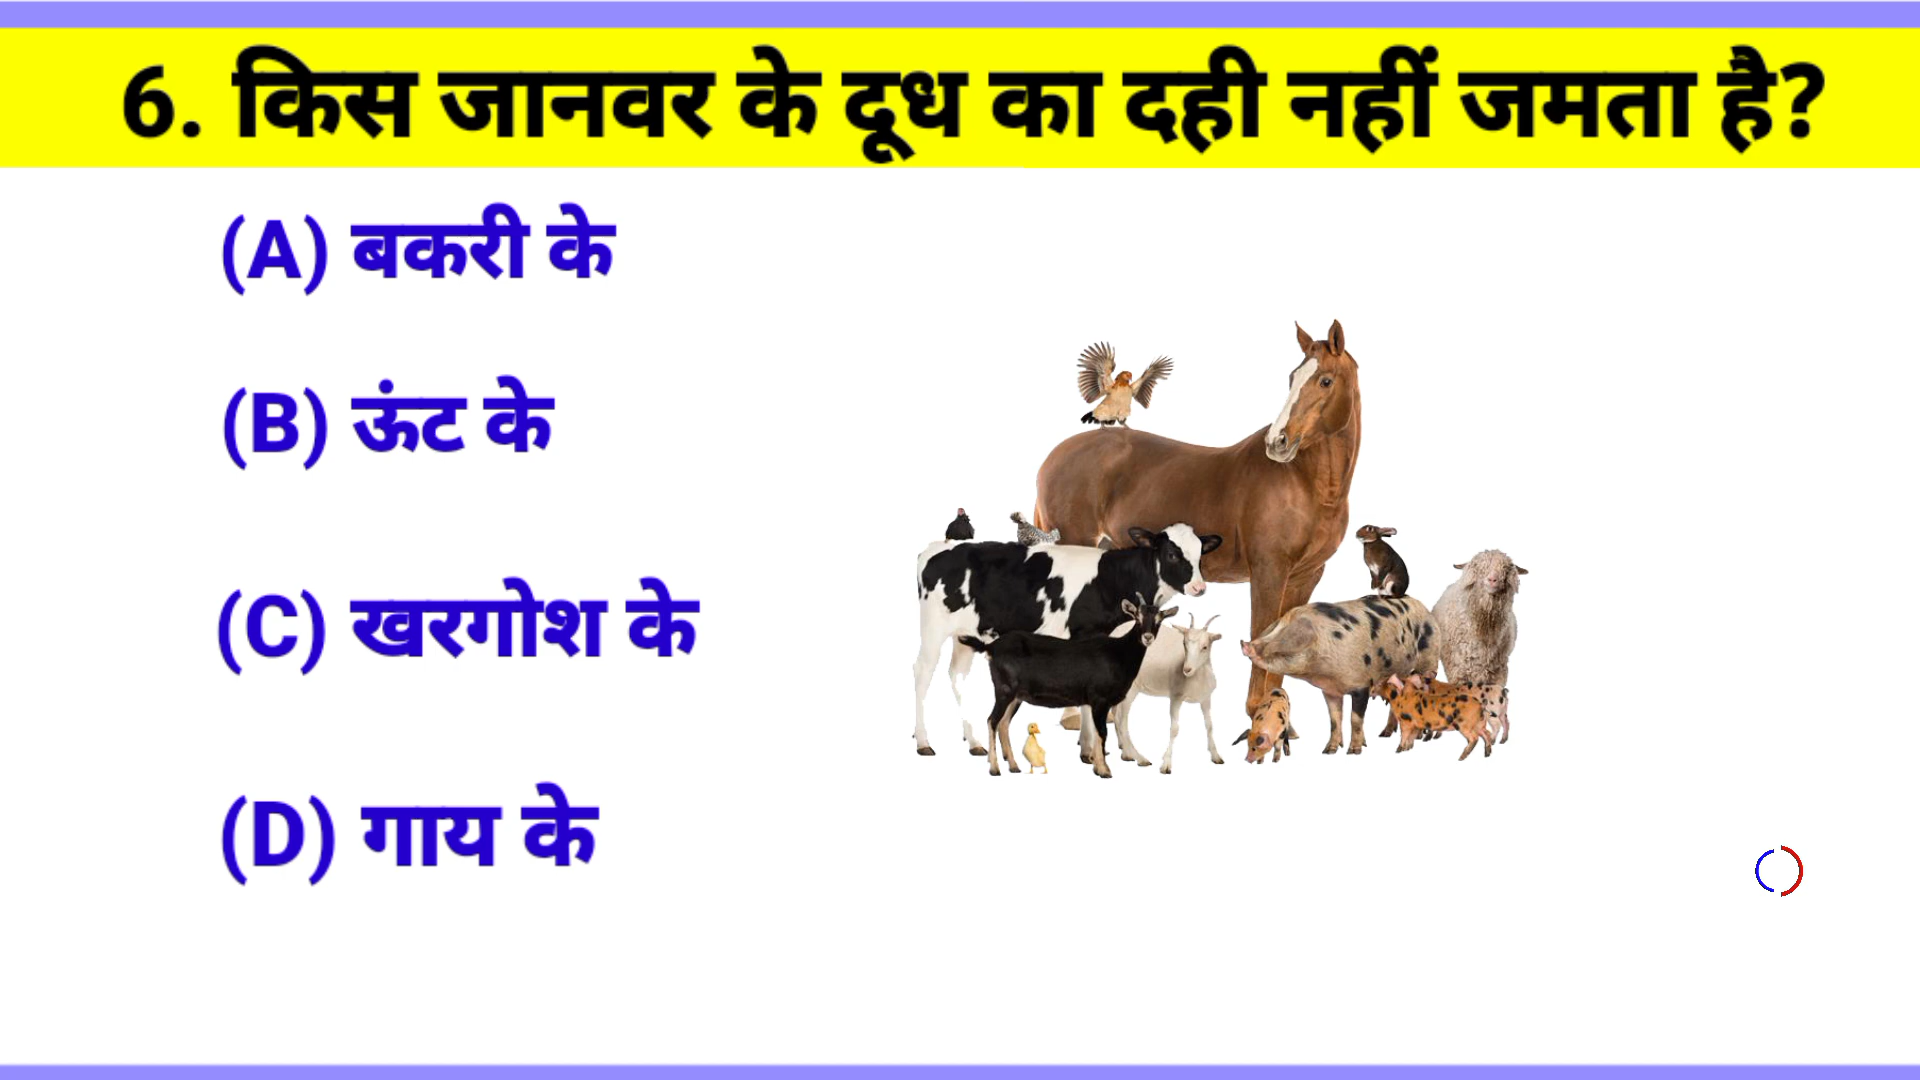 6. किस जानवर के दूध का दही नहीं जमता है?
(A) बकरी के
(B) ऊंट के
(C) खरगोश के
(D) गाय के